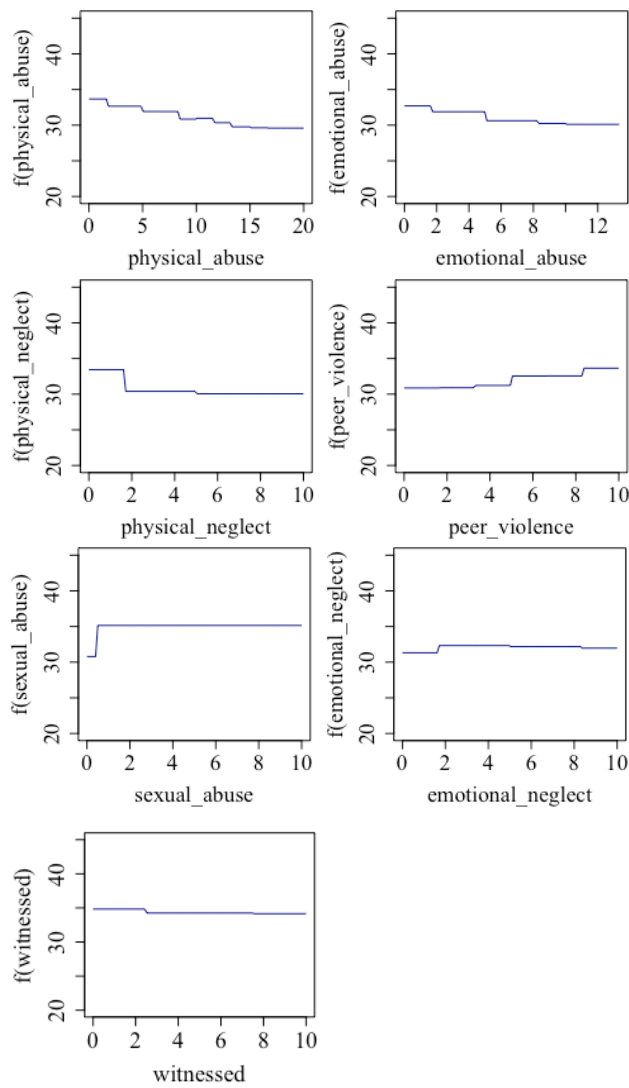 f(physical_abuse)
40
30
20
0 5 10 15 20
physical_abuse
f(emotional_abuse)
40
30
20
0 2 4 6 8 12
emotional_abuse
f(physical_neglect)
40
30
20
0 2 4 6 8 10
physical_neglect
f(peer_violence)
40
30
20
0 2 4 6 8 10
peer_violence
f(sexual_abuse)
40
30
20
0 2 4 6 8 10
sexual_abuse
f(emotional_neglect)
40
30
20
0 2 4 6 8 10
emotional_neglect
f(witnessed)
40
30
20
0 2 4 6 8 10
witnessed